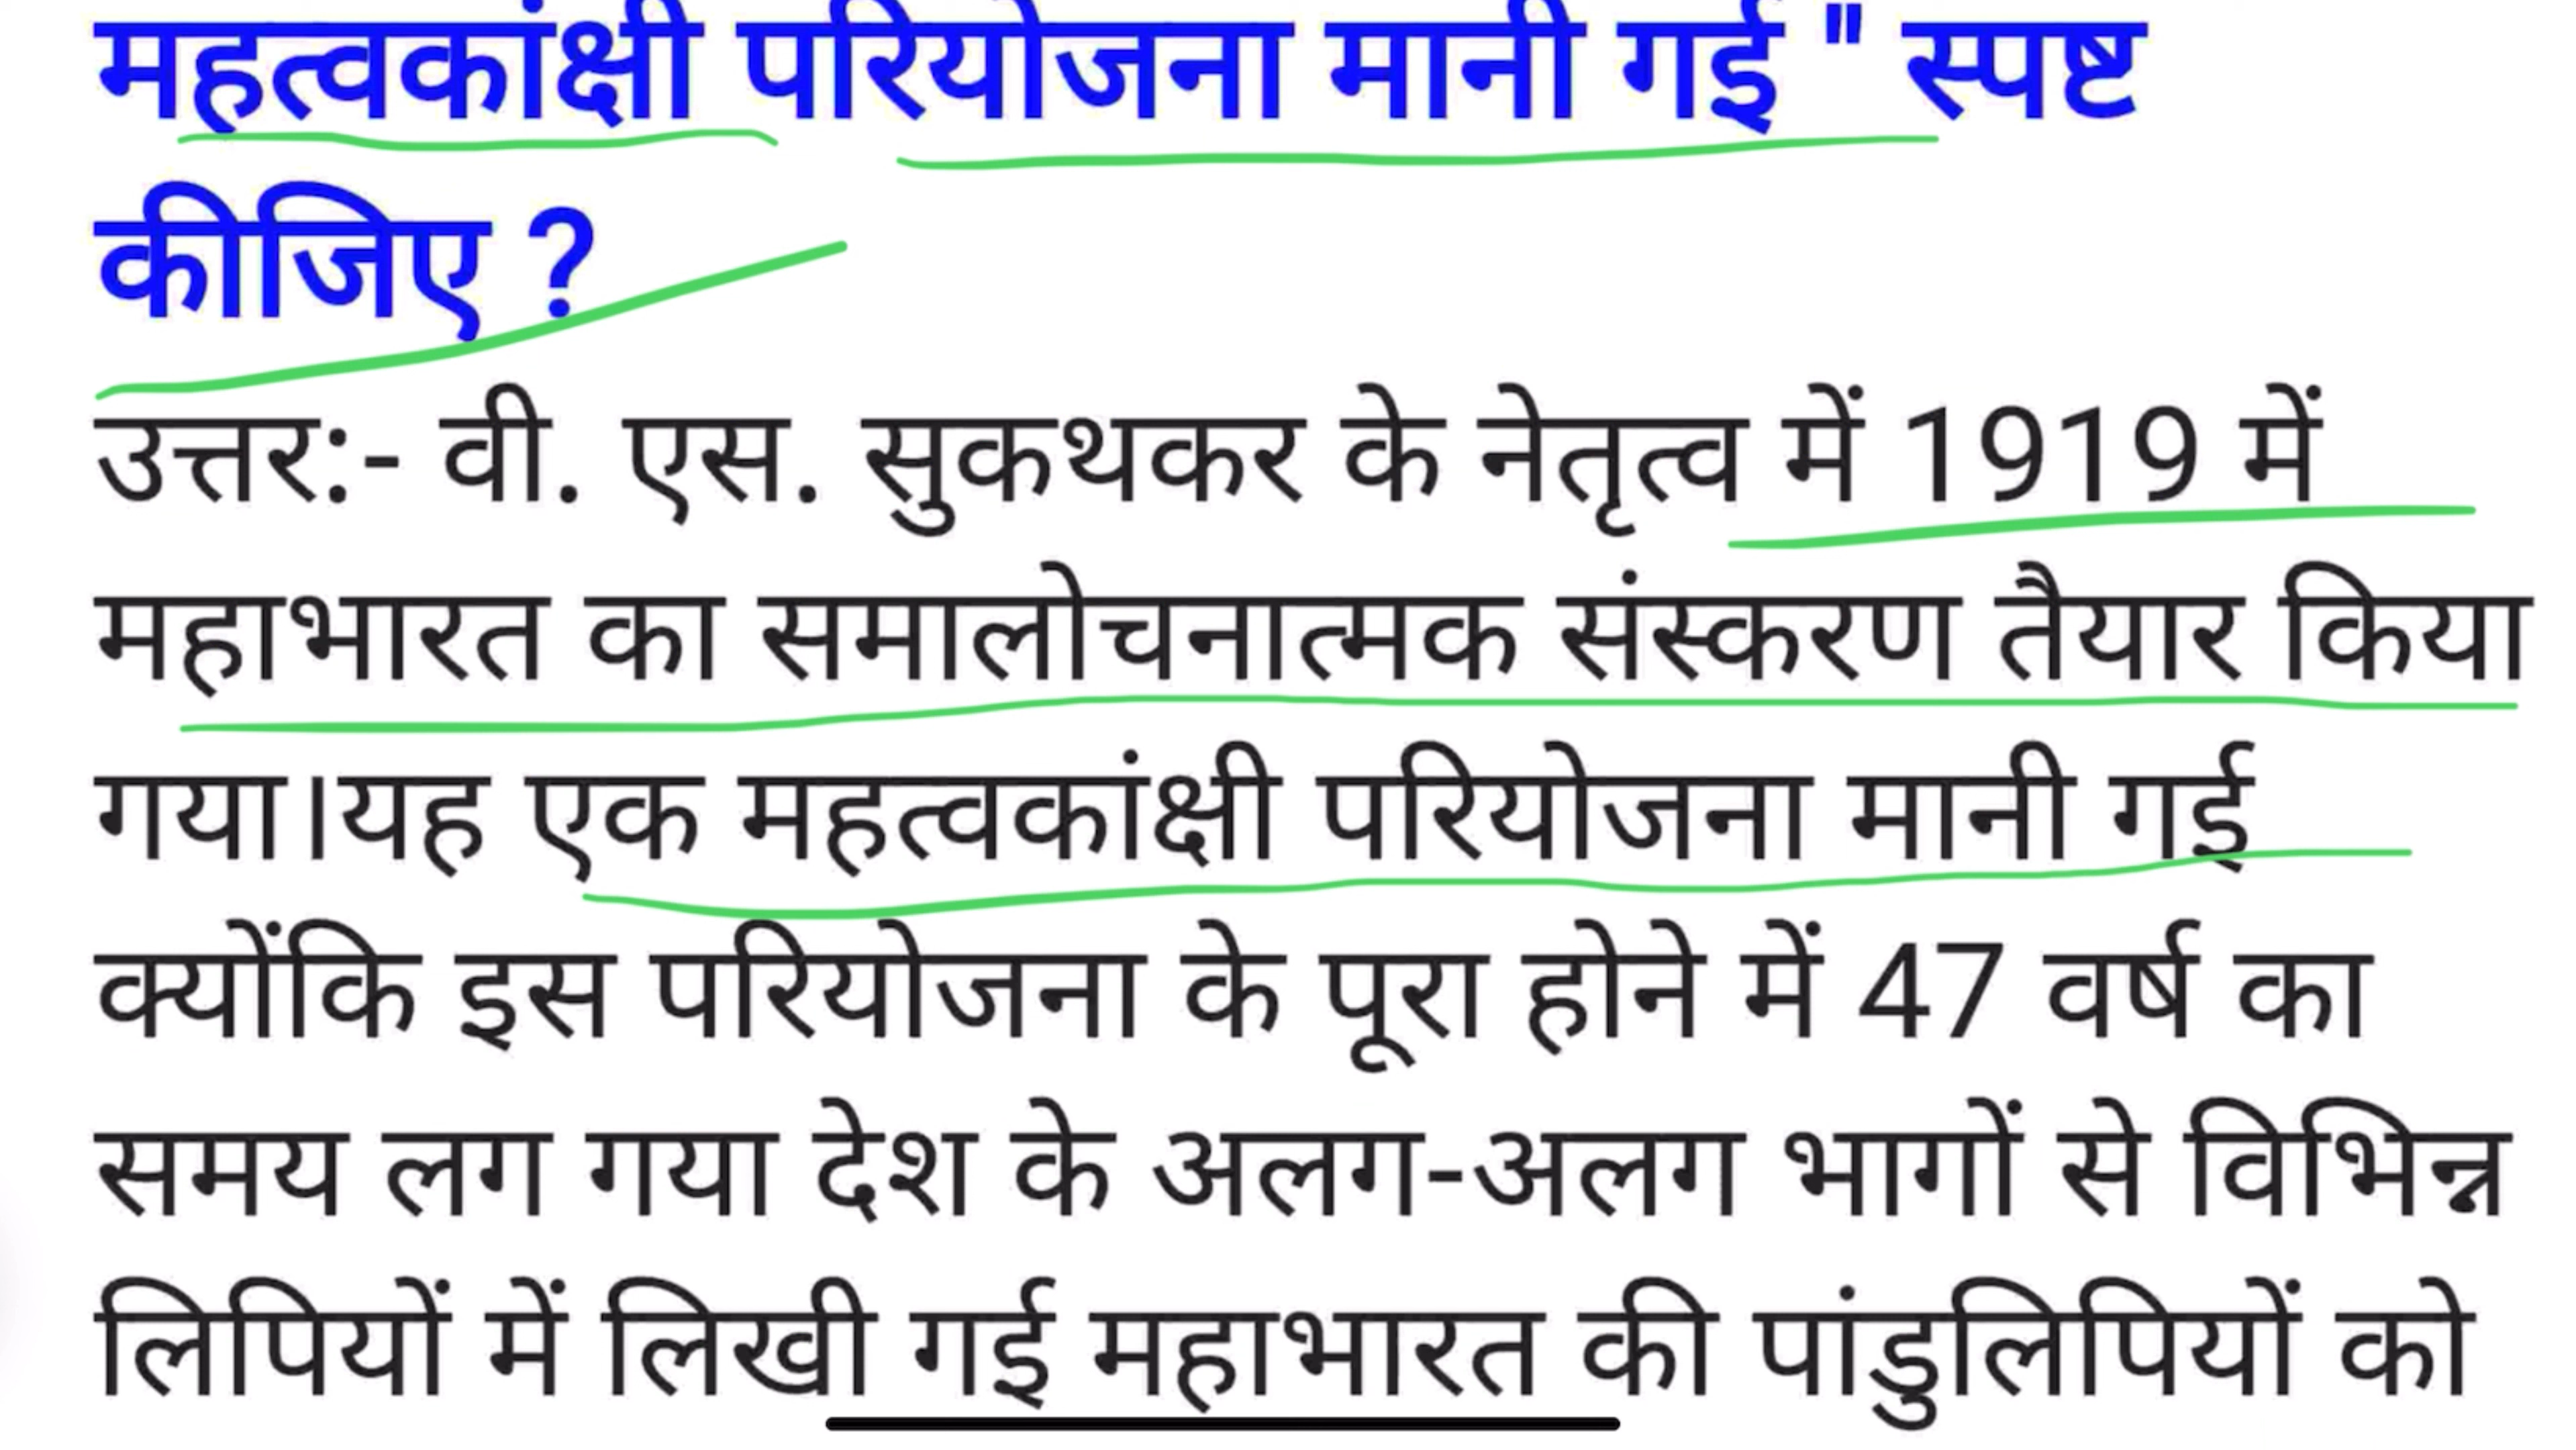 महत्वकांक्षी परियोजना मानी गई " स्पष्ट
कीजिए ?
उत्तर:- वी. एस. सुकथकर के नेतृत्व में 1919 में
महाभारत का समालोचनात्मक संस्करण तैयार किया
गया।यह एक महत्वकांक्षी परियोजना मानी गई
क्योंकि इस परियोजना के पूरा होने में 47 वर्ष का
समय लग गया देश के अलग-अलग भागों से विभिन्न
लिपियों में लिखी गई महाभारत की पांडुलिपियों को